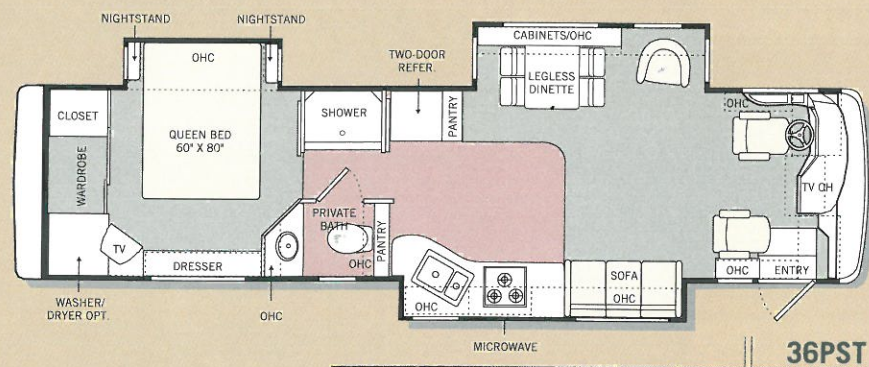 NIGHTSTAND
NIGHTSTAND
OHC
CABINETS/OHC
TWO-DOOR
REFER.
LEGLESS
DINETTE
CLOSET
SHOWER
PANTRY
OHC
QUEEN BED
60" X 80"
WARDROBE
TV OH
PRIVATE
BATH
PANTRY
TV
OHC
DRESSER
SOFA
OHC
OHC
ENTRY
OHC
WASHER/
DRYER OPT.
OHC
MICROWAVE
36PST